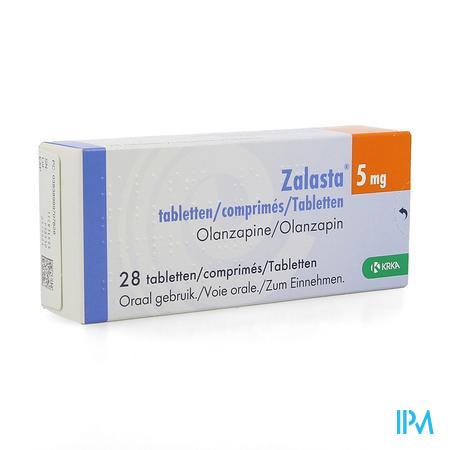 Zalasta® 5 mg
tabletten/comprimés/Tabletten
Olanzapine/Olanzapin
28 tabletten/comprimés/Tabletten
Oraal gebruik./Voie orale./Zum Einnehmen.
KRKA
IPM